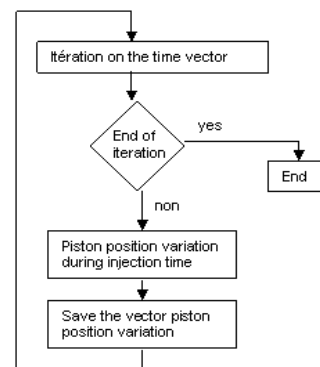 Itération on the time vector
End of
iteration
yes
End
non
Piston position variation
during injection time
Save the vector piston
position variation